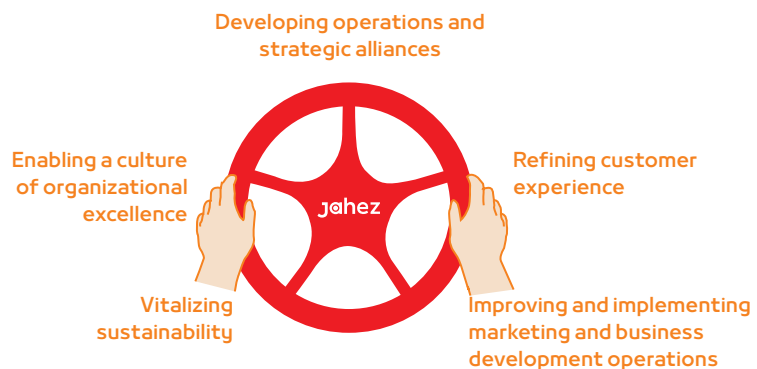 Developing operations and
strategic alliances
Enabling a culture
of organizational
excellence
Refining customer
experience
jahez
Vitalizing
sustainability
Improving and implementing
marketing and business
development operations